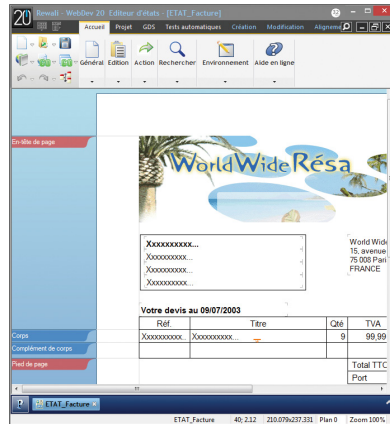 20 Rewali - WebDev 20 Editeur d'états - [ETAT_Facture]
Accueil Projet GDS Tests automatiques Création Modification Alignement
Général Edition Action Rechercher Environnement Aide en ligne
En-tête de page
WorldWide Résa
Xxxxxxxxxx...
Xxxxxxxxxx...
Xxxxxxxxxx...
Xxxxxxxxxx...
World Wide
15, avenue
75 008 Pari
FRANCE
Votre devis au 09/07/2003
Réf. Titre Qté TVA
Corps
Xxxxxxxxxx... Xxxxxxxxxx... 9 99,99
Complément de corps
Pied de page
Total TTC
Port
ETAT_Facture ×
ETAT_Facture 40; 2.12 210.079x237.331 Plan 0 Zoom 100%